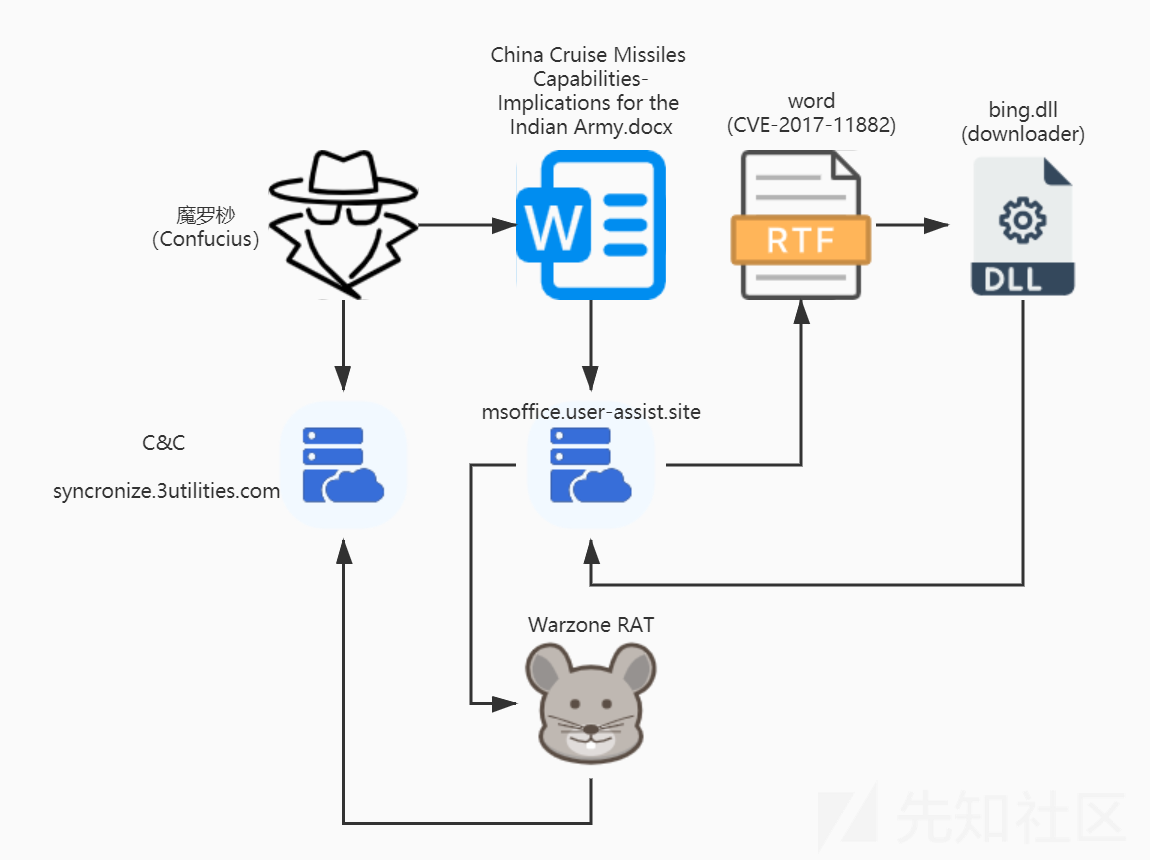 China Cruise Missiles
Capabilities-
Implications for the
Indian Army.docx
word
(CVE-2017-11882)
bing.dll
(downloader)
魔罗桫
(Confucius)
W
RTF
DLL
msoffice.user-assist.site
C&C
syncronize.3utilities.com
Warzone RAT
先知社区